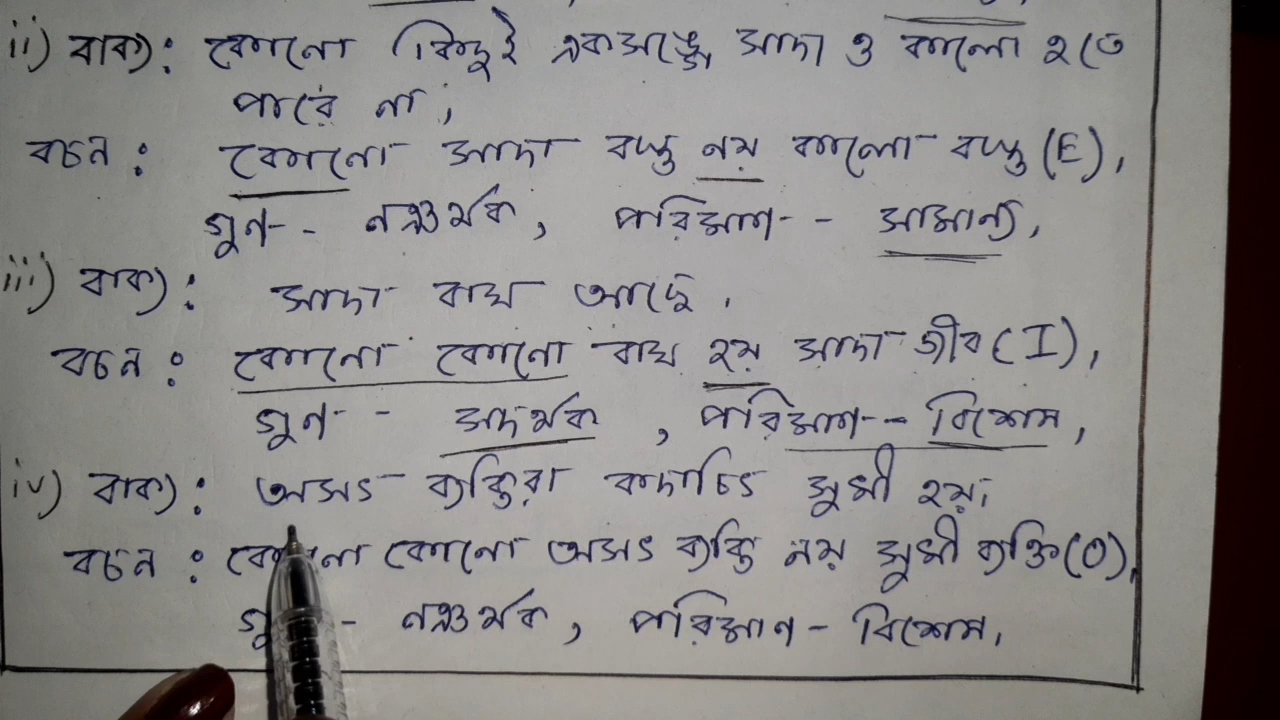 ii) বাক্য: কোনো কিছুই একসঙ্গে সাদা ও কালো হতে
পারে না,
বচন: কোনো সাদা বস্তু নয় কালো বস্তু (E),
গুন - নঞর্থক, পরিমাণ - সামান্য,
iii) বাক্য: সাদা বাঘ আছে,
বচন: কোনো কোনো বাঘ হয় সাদা জীব (I),
গুন - সদর্থক, পরিমাণ - বিশেষ,
iv) বাক্য: অসৎ ব্যক্তিরা কদাচিৎ সুখী হয়।
বচন: কোনো কোনো অসৎ ব্যক্তি নয় সুখী ব্যক্তি (O),
গুন - নঞর্থক, পরিমান - বিশেষ,